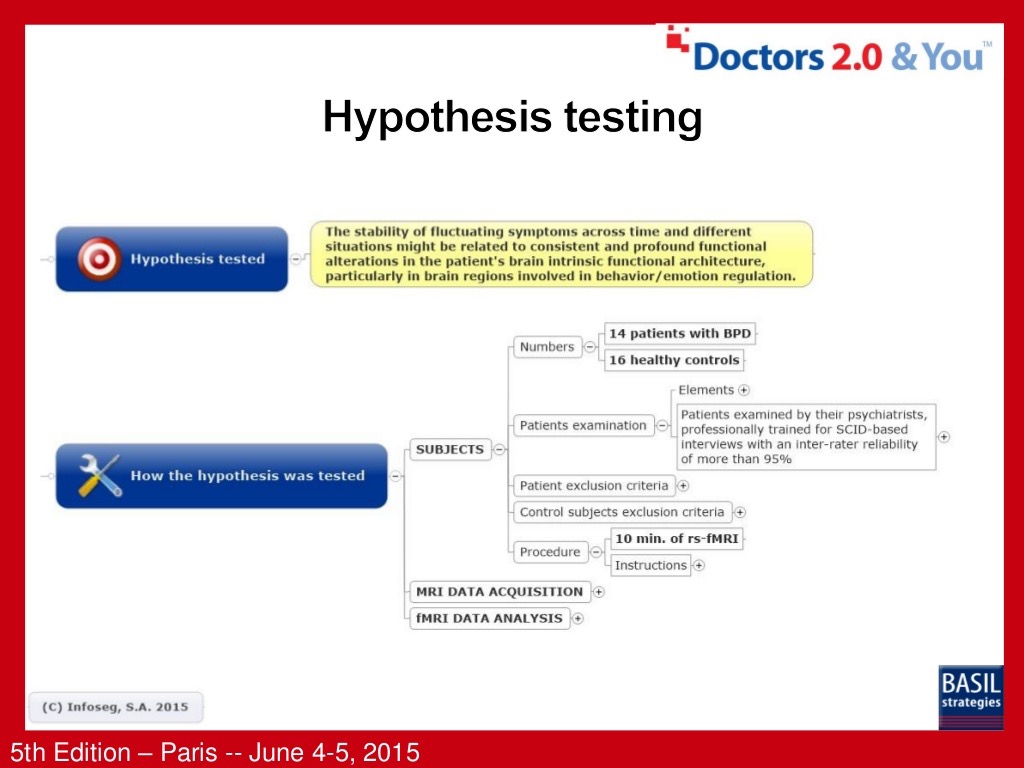 Doctors 2.0 & You™
Hypothesis testing
Hypothesis tested
The stability of fluctuating symptoms across time and different
situations might be related to consistent and profound functional
alterations in the patient's brain intrinsic functional architecture,
particularly in brain regions involved in behavior/emotion regulation.
How the hypothesis was tested
SUBJECTS
Numbers
14 patients with BPD
16 healthy controls
Patients examination
Elements
Patients examined by their psychiatrists,
professionally trained for SCID-based
interviews with an inter-rater reliability
of more than 95%
Patient exclusion criteria
Control subjects exclusion criteria
Procedure
10 min. of rs-fMRI
Instructions
MRI DATA ACQUISITION
fMRI DATA ANALYSIS
(C) Infoseg, S.A. 2015
BASIL
strategies
5th Edition – Paris -- June 4-5, 2015